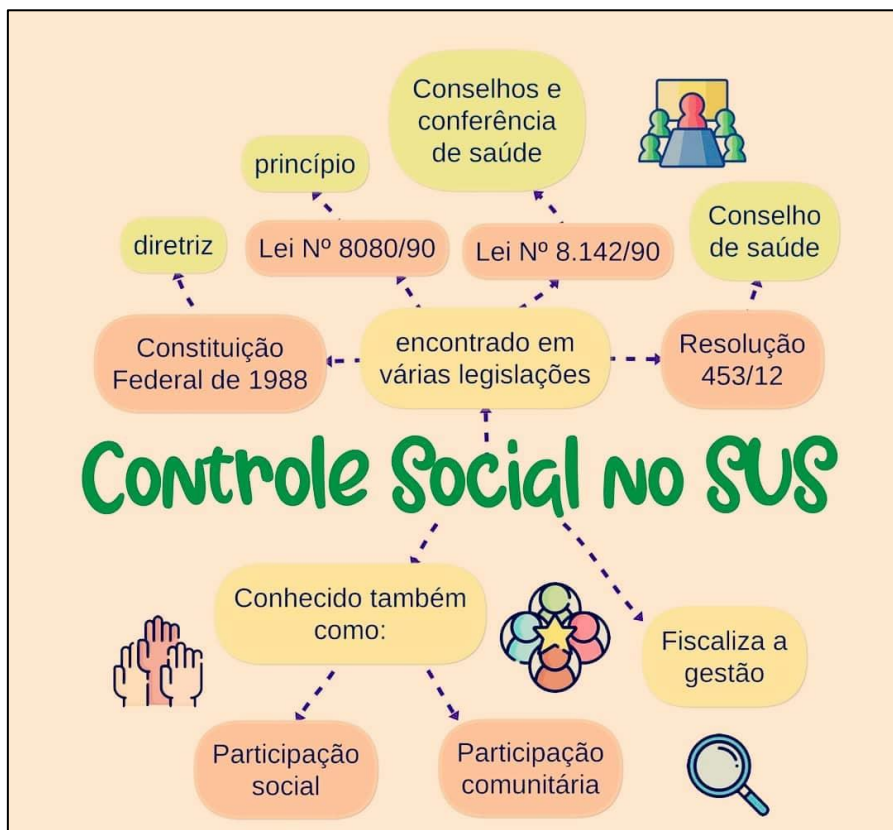 Conselhos e
conferência
de saúde
princípio
Conselho
de saúde
diretriz
Lei Nº 8080/90
Lei Nº 8.142/90
Constituição
Federal de 1988
encontrado em
várias legislações
Resolução
453/12
Controle Social no SUS
Conhecido também
como:
Fiscaliza a
gestão
Participação
social
Participação
comunitária